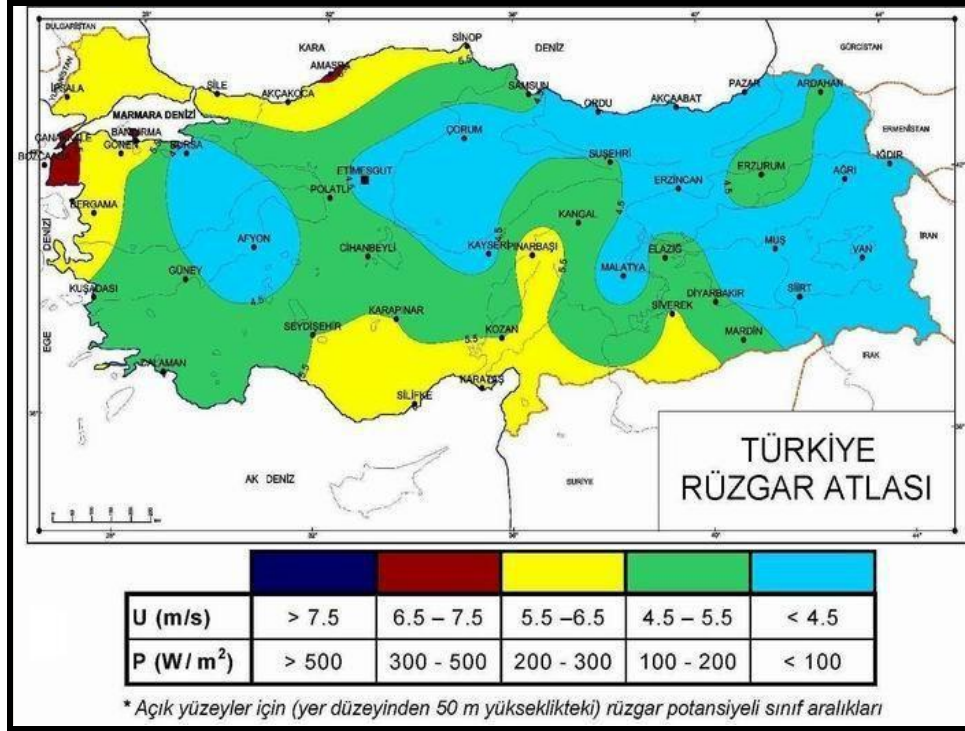 BULGARİSTAN
YUNANİSTAN
KARA
DENİZ
GÜRCİSTAN
ERMENİSTAN
İRAN
IRAK
SURİYE
AK DENİZ
EGE
DENİZİ
MARMARA DENİZİ
SİNOP
AMASRA
İPSALA
ŞİLE
AKÇAKOCA
SAMSUN
ORDU
AKÇAABAT
PAZAR
ARDAHAN
ÇANAKKALE
BANDIRMA
GÖNEN
BURSA
BOZCAADA
ÇORUM
SUŞEHRİ
ERZURUM
IĞDIR
AĞRI
ETİMESGUT
POLATLI
ERZİNCAN
BERGAMA
KANGAL
AFYON
CİHANBEYLİ
KAYSERİ
PINARBAŞI
ELAZIĞ
MUŞ
VAN
GÜNEY
MALATYA
KUŞADASI
DİYARBAKIR
SİİRT
SİVEREK
KARAPINAR
SEYDİŞEHİR
KOZAN
MARDİN
DALAMAN
KARATAŞ
SİLİFKE
TÜRKİYE
RÜZGAR ATLASI
U (m/s) > 7.5 6.5 – 7.5 5.5 –6.5 4.5 – 5.5 < 4.5
P (W/ m²) > 500 300 - 500 200 - 300 100 - 200 < 100
* Açık yüzeyler için (yer düzeyinden 50 m yükseklikteki) rüzgar potansiyeli sınıf aralıkları